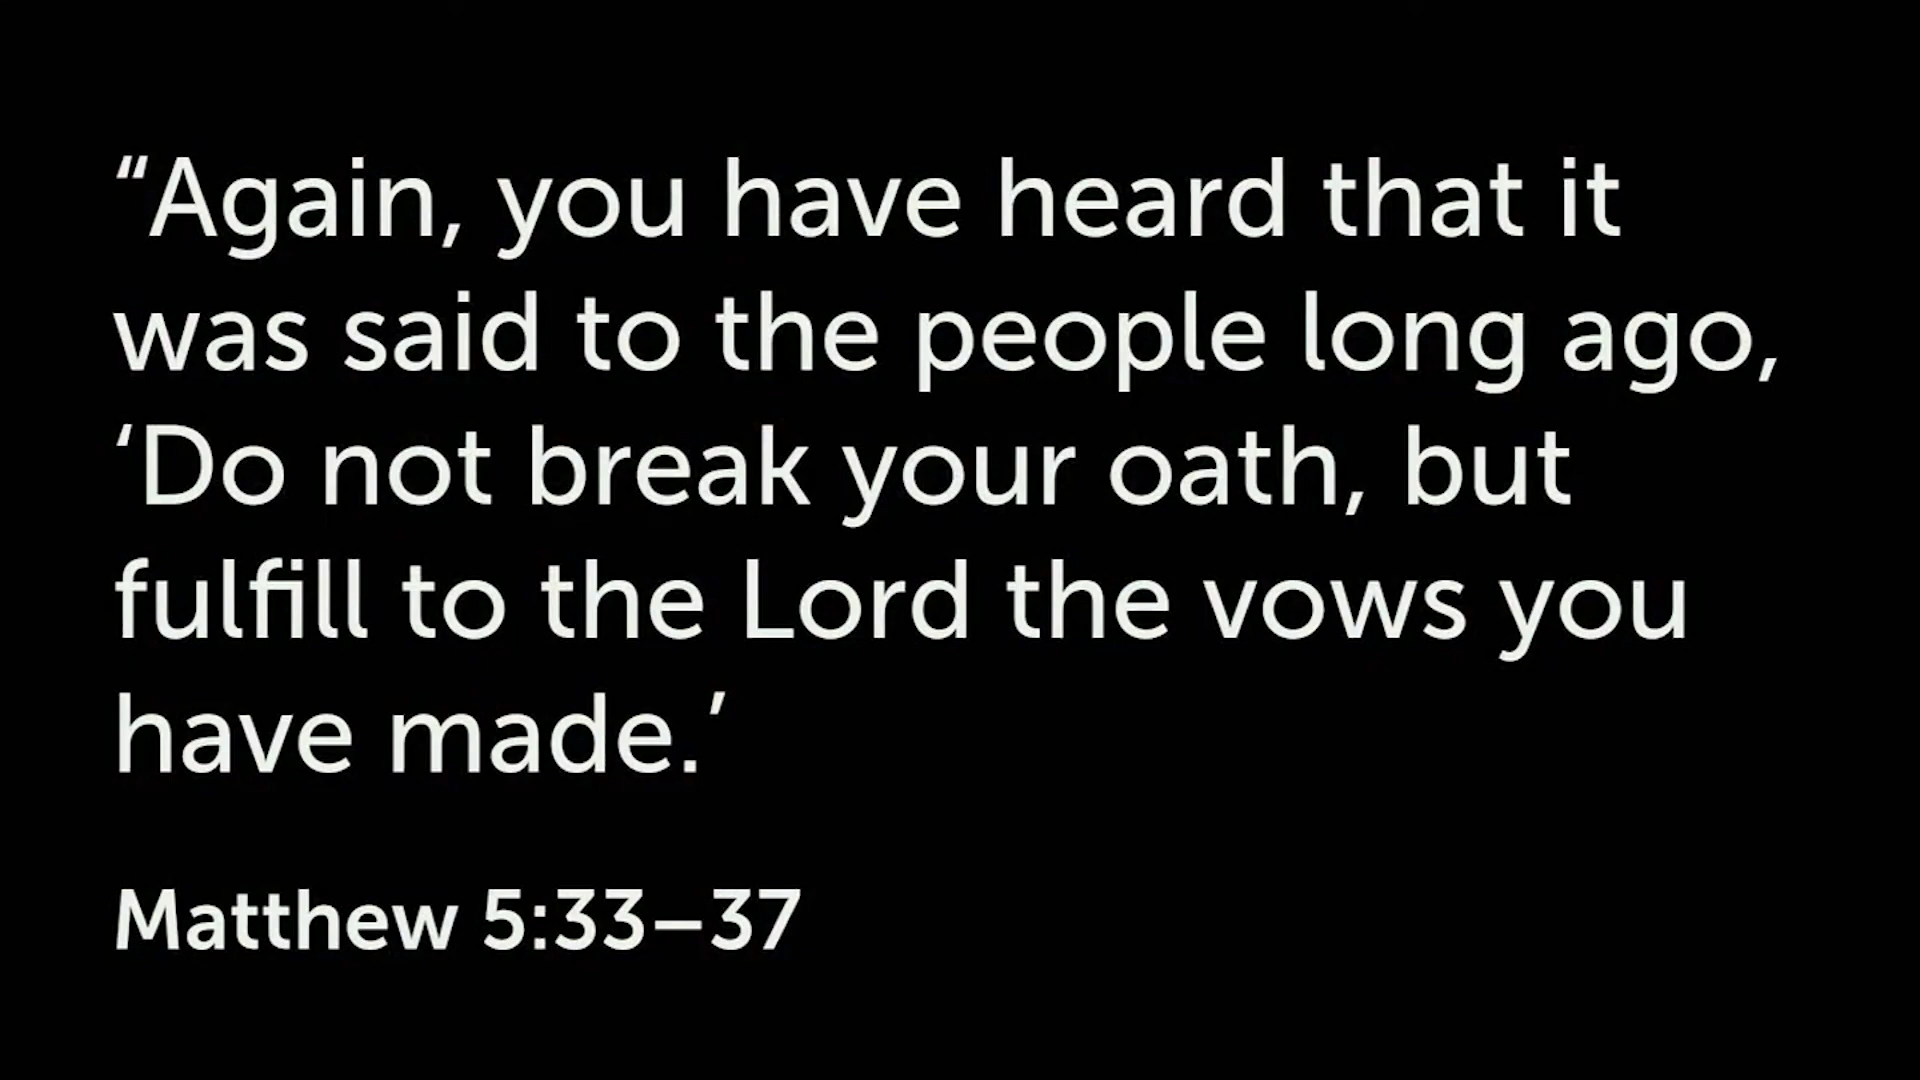 “Again, you have heard that it
was said to the people long ago,
‘Do not break your oath, but
fulfill to the Lord the vows you
have made.’
Matthew 5:33–37